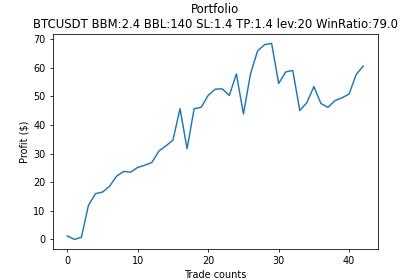 Portfolio
BTCUSDT BBM:2.4 BBL:140 SL:1.4 TP:1.4 lev:20 WinRatio:79.0
70
60
50
40
30
20
10
0
Profit ($)
0 10 20 30 40
Trade counts